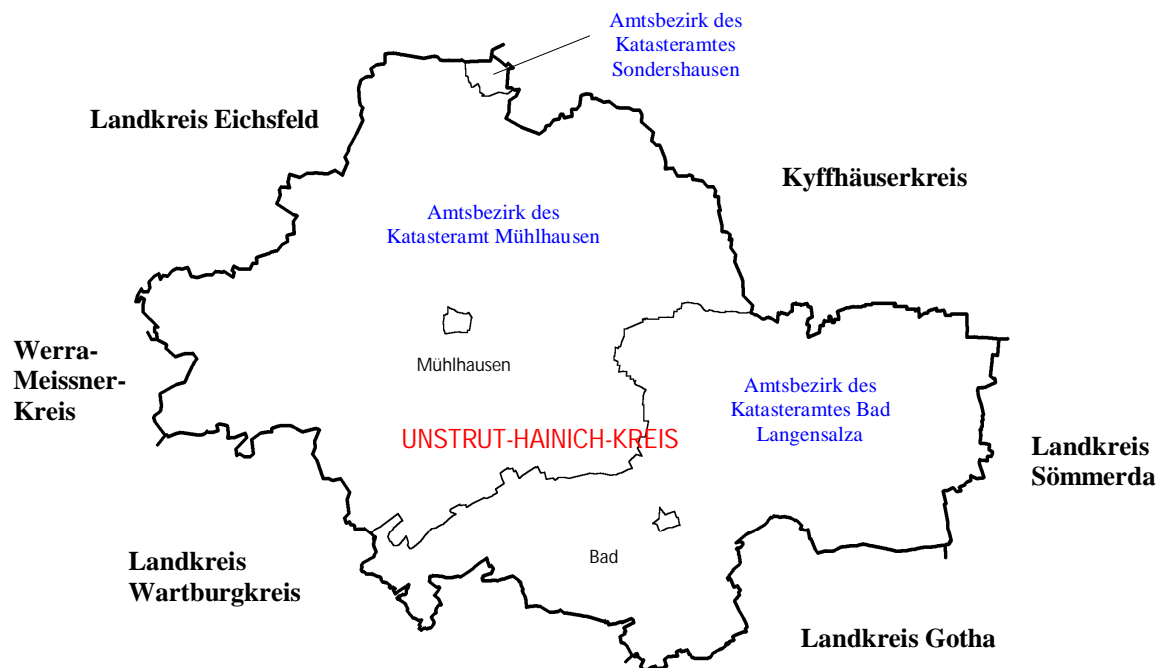 Amtsbezirk des
Katasteramtes
Sondershausen
Landkreis Eichsfeld
Kyffhäuserkreis
Amtsbezirk des
Katasteramt Mühlhausen
Werra-
Meissner-
Kreis
Mühlhausen
Amtsbezirk des
Katasteramtes Bad
Langensalza
UNSTRUT-HAINICH-KREIS
Landkreis
Sömmerda
Landkreis
Wartburgkreis
Bad
Landkreis Gotha